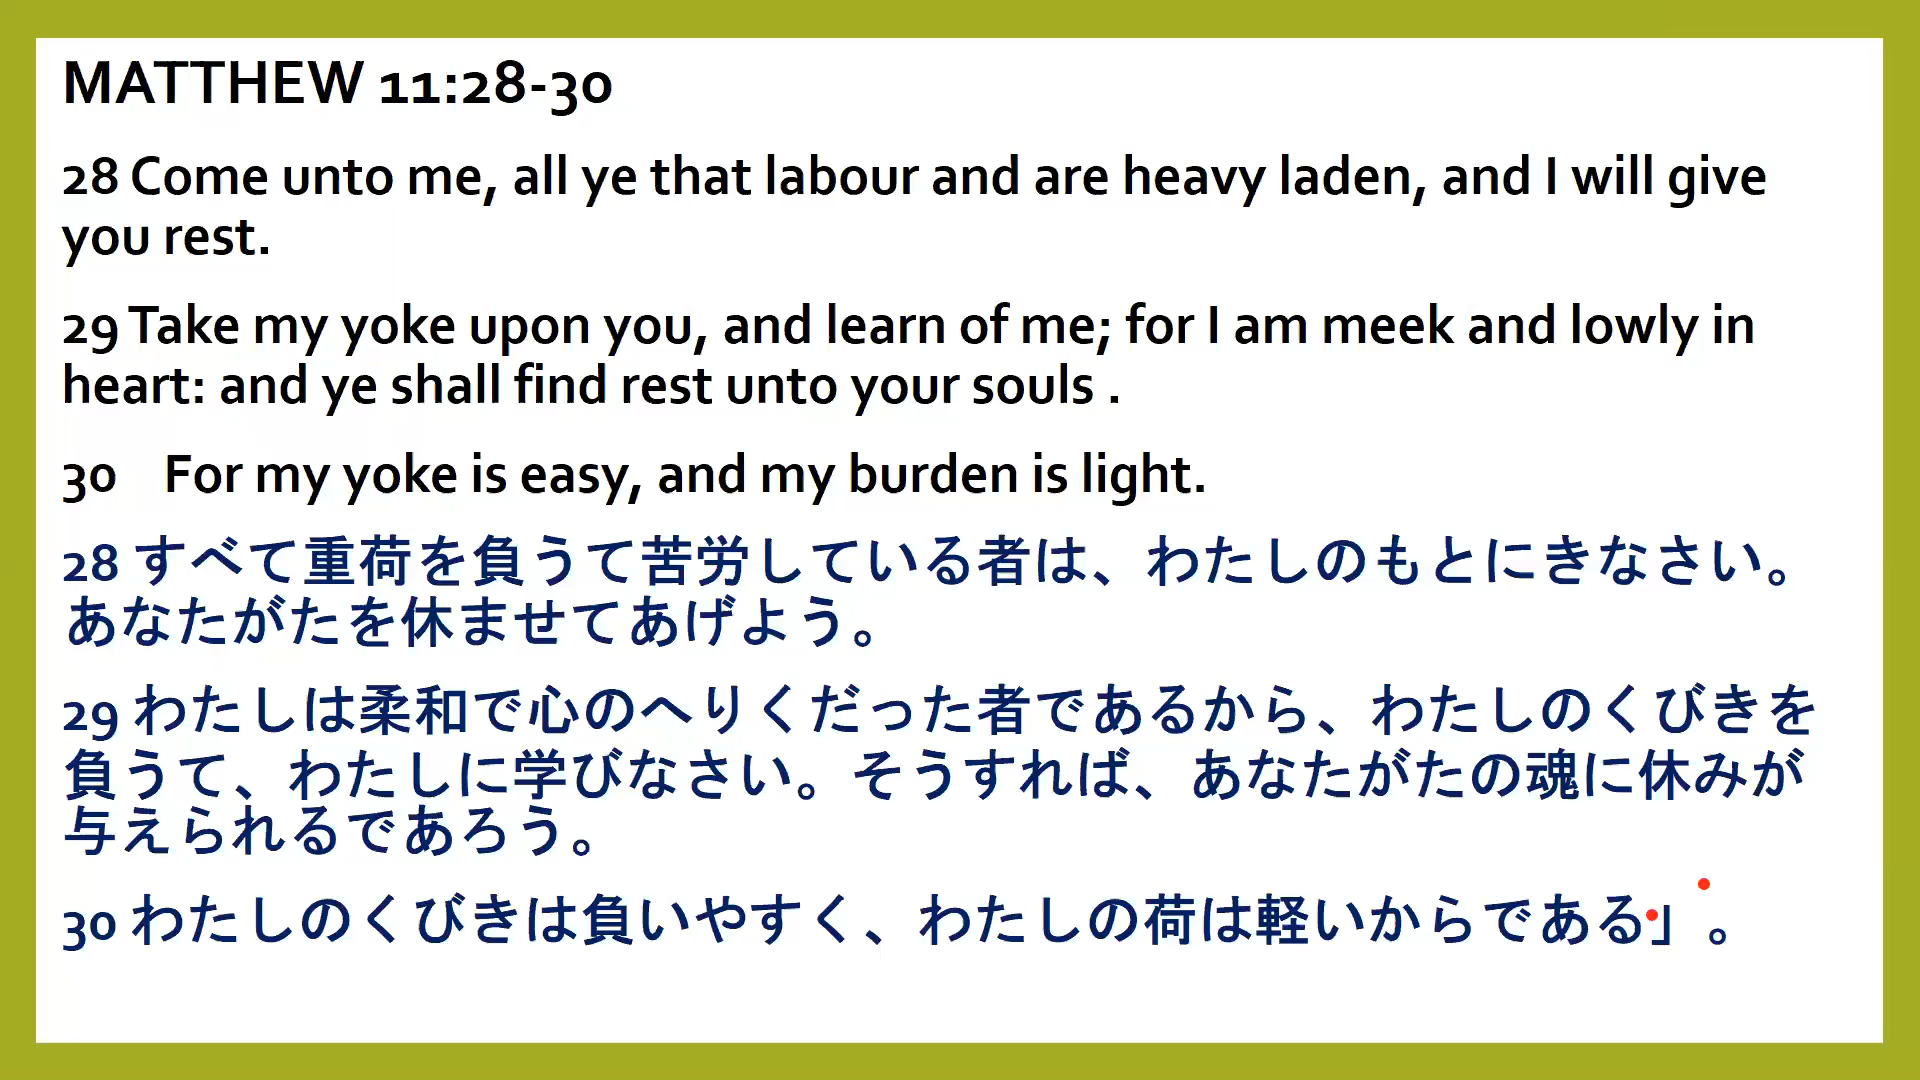 MATTHEW 11:28-30
28 Come unto me, all ye that labour and are heavy laden, and I will give
you rest.
29 Take my yoke upon you, and learn of me; for I am meek and lowly in
heart: and ye shall find rest unto your souls .
30 For my yoke is easy, and my burden is light.
28 すべて重荷を負うて苦労している者は、わたしのもとにきなさい。
あなたがたを休ませてあげよう。
29 わたしは柔和で心のへりくだった者であるから、わたしのくびきを
負うて、わたしに学びなさい。そうすれば、あなたがたの魂に休みが
与えられるであろう。
30 わたしのくびきは負いやすく、わたしの荷は軽いからである」。